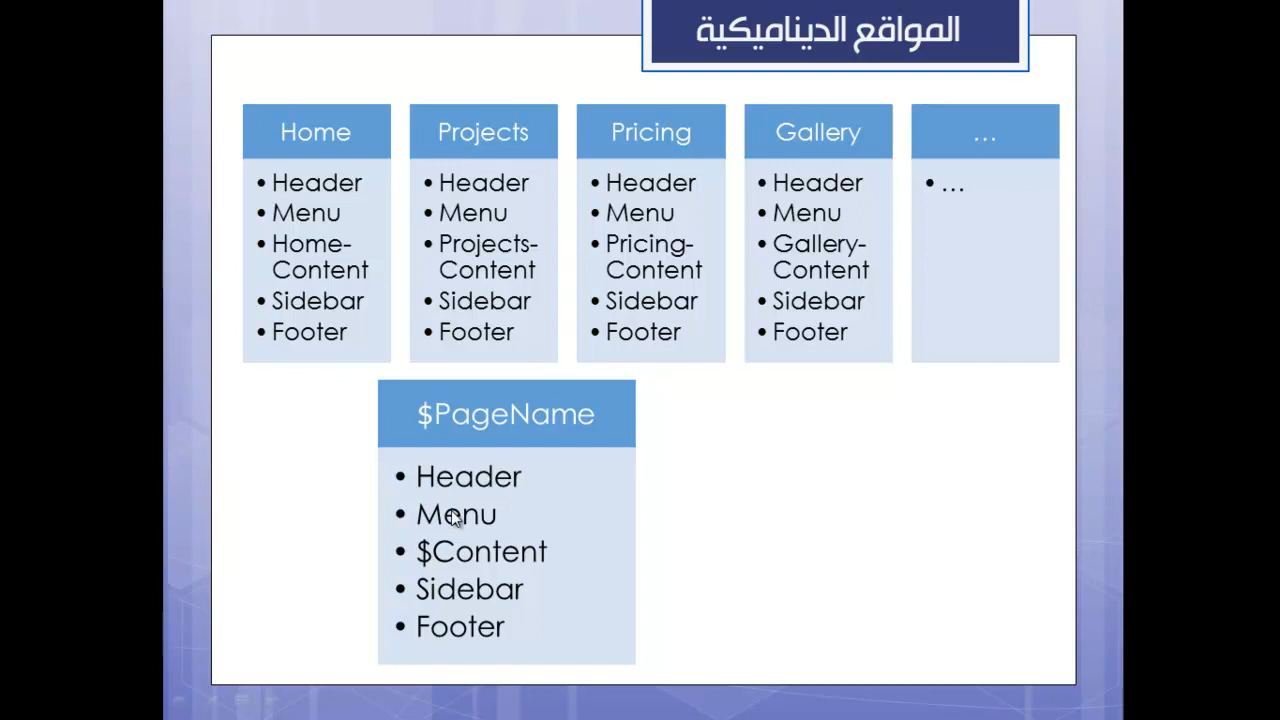 المواقع الديناميكية
Home
• Header
• Menu
• Home-
Content
• Sidebar
• Footer
Projects
• Header
• Menu
• Projects-
Content
• Sidebar
• Footer
Pricing
• Header
• Menu
• Pricing-
Content
• Sidebar
• Footer
Gallery
• Header
• Menu
• Gallery-
Content
• Sidebar
• Footer
...
• ...
$PageName
• Header
• Menu
• $Content
• Sidebar
• Footer